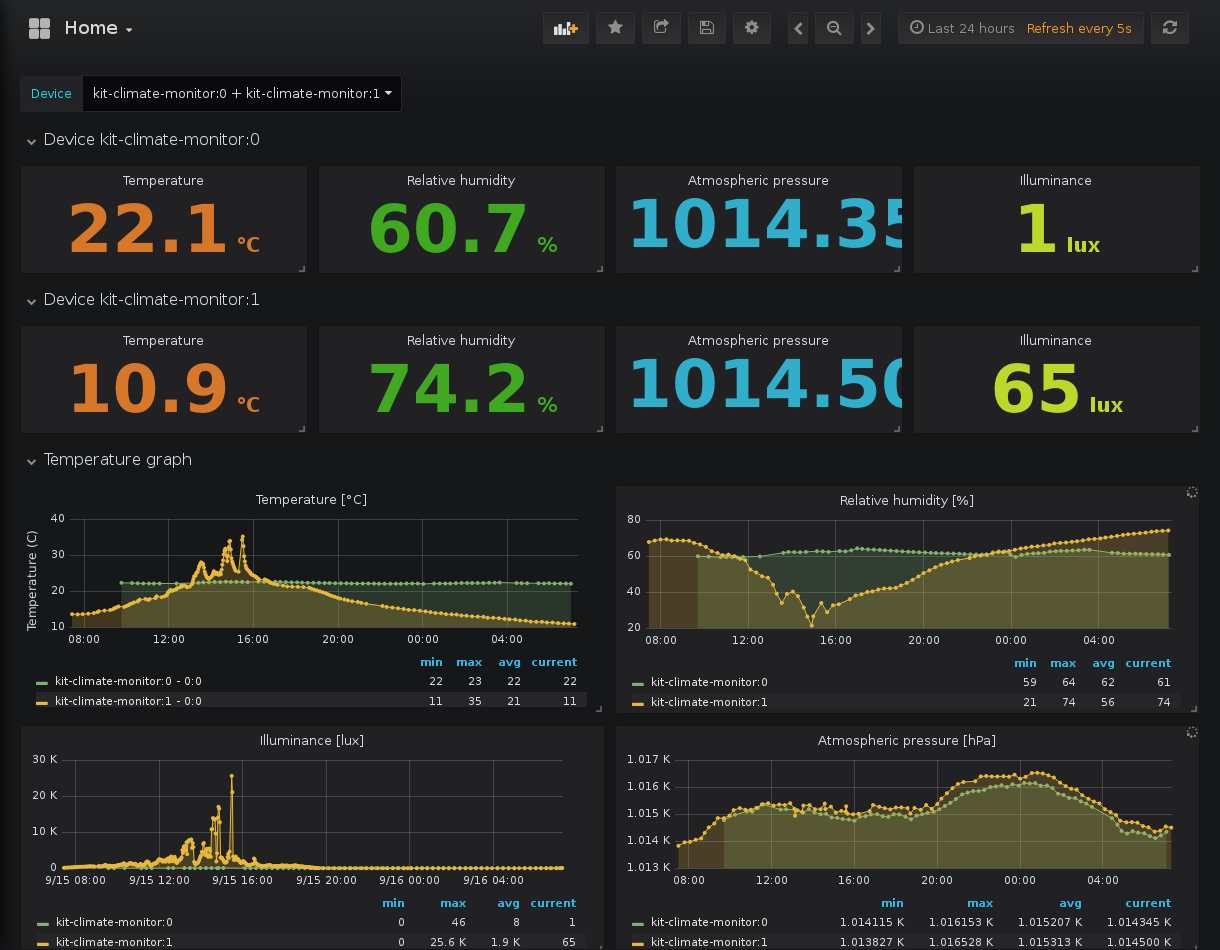 Home
Last 24 hours Refresh every 5s
Device kit-climate-monitor:0 + kit-climate-monitor:1
Device kit-climate-monitor:0
Temperature Relative humidity Atmospheric pressure Illuminance
22.1 °C 60.7 % 1014.35 1 lux
Device kit-climate-monitor:1
Temperature Relative humidity Atmospheric pressure Illuminance
10.9 °C 74.2 % 1014.50 65 lux
Temperature graph
Temperature [°C]
Temperature (C)
40
30
20
10
08:00 12:00 16:00 20:00 00:00 04:00
min max avg current
kit-climate-monitor:0 - 0:0 22 23 22 22
kit-climate-monitor:1 - 0:0 11 35 21 11
Relative humidity [%]
80
60
40
20
08:00 12:00 16:00 20:00 00:00 04:00
min max avg current
kit-climate-monitor:0 59 64 62 61
kit-climate-monitor:1 21 74 56 74
Illuminance [lux]
30 K
20 K
10 K
0
9/15 08:00 9/15 12:00 9/15 16:00 9/15 20:00 9/16 00:00 9/16 04:00
min max avg current
kit-climate-monitor:0 0 46 8 1
kit-climate-monitor:1 0 25.6 K 1.9 K 65
Atmospheric pressure [hPa]
1.017 K
1.016 K
1.015 K
1.014 K
1.013 K
08:00 12:00 16:00 20:00 00:00 04:00
min max avg current
kit-climate-monitor:0 1.014115 K 1.016153 K 1.015207 K 1.014345 K
kit-climate-monitor:1 1.013827 K 1.016528 K 1.015313 K 1.014500 K